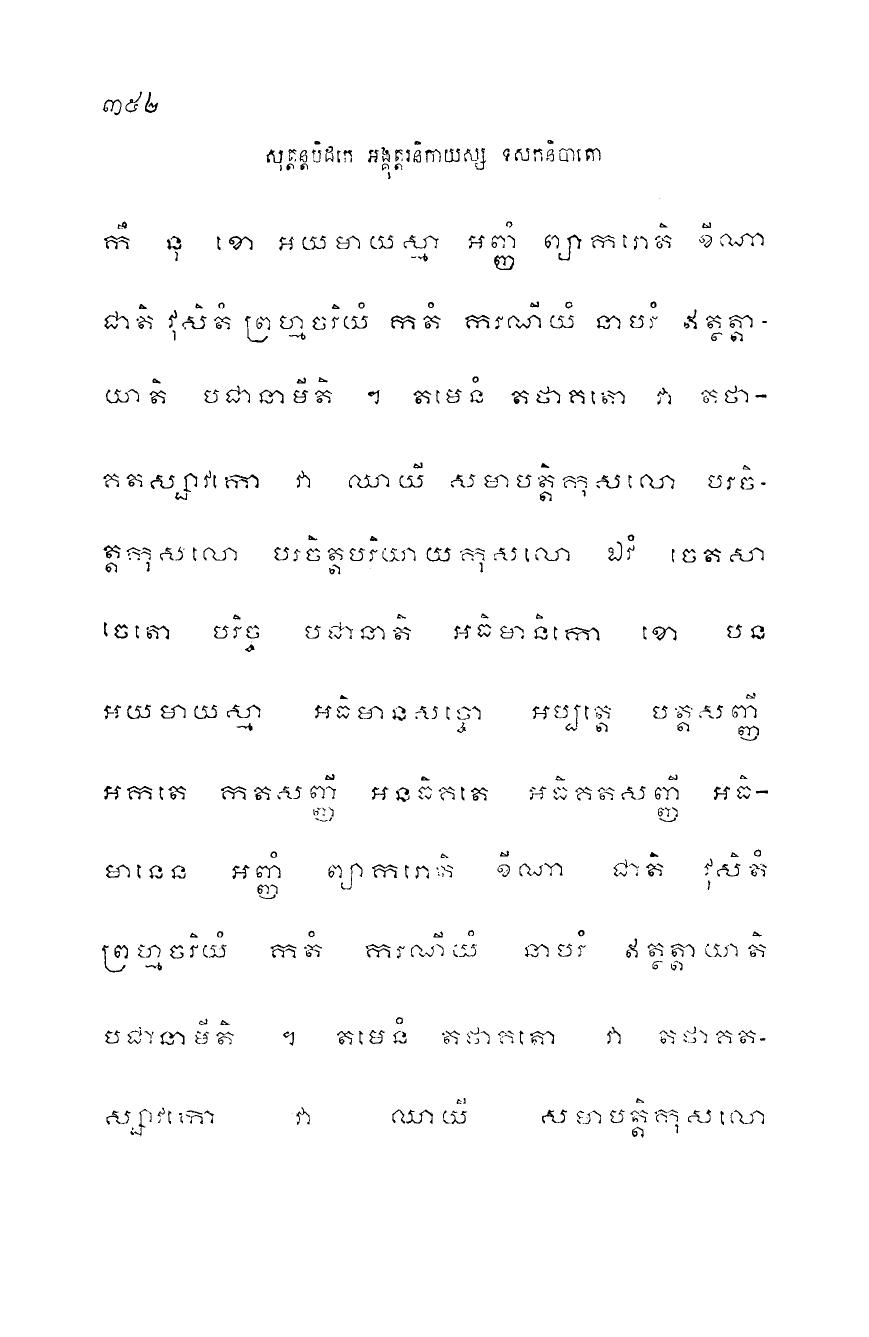 ៣៥២
សុត្តន្តបិដកេ អង្គុត្តរនិកាយស្ស ទសកនិបាតោ
កឹ នុ ខោ អយមាយស្មា អញ្ញំ ព្យាករោតិ ខីណា
ជាតិ វុសិតំ ព្រហ្មចរិយំ កតំ ករណីយំ នាបរំ ឥត្ថត្តា-
យាតិ បជានាមីតិ ។ តមេនំ តថាគតោ វា តថា-
គតស្សាវកោ វា ឈាយី សមាបត្តិកុសលោ បរចិ-
ត្តកុសលោ បរចិត្តបរិយាយកុសលោ ឯវំ ចេតសា
ចេតោ បរិច្ច បជានាតិ អធិមានិកោ ខោ បន
អយមាយស្មា អធិមានសច្ចោ អប្បត្តេ បត្តសញ្ញី
អកតេ កតសញ្ញី អនធិគតេ អធិគតសញ្ញី អធិ-
មានេន អញ្ញំ ព្យាករោតិ ខីណា ជាតិ វុសិតំ
ព្រហ្មចរិយំ កតំ ករណីយំ នាបរំ ឥត្ថត្តាយាតិ
បជានាមីតិ ។ តមេនំ តថាគតោ វា តថាគត-
ស្សាវកោ វា ឈាយី សមាបត្តិកុសលោ